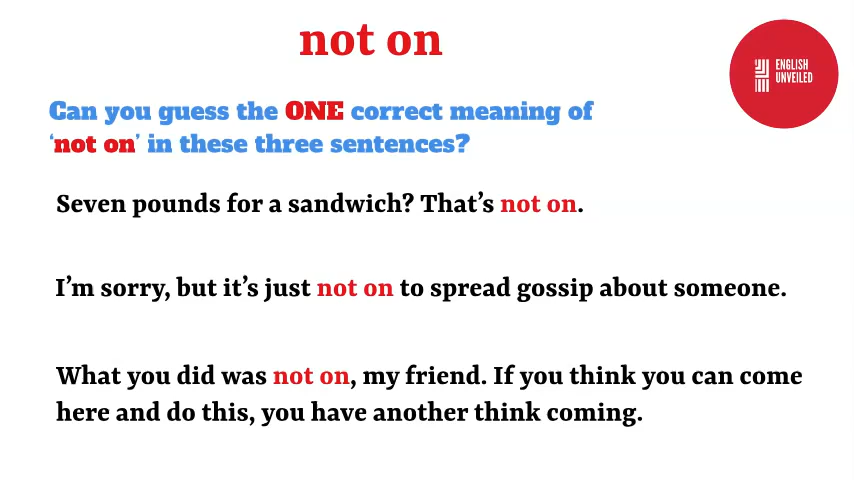 not on
ENGLISH
UNVEILED
Can you guess the ONE correct meaning of
‘not on’ in these three sentences?
Seven pounds for a sandwich? That’s not on.
I’m sorry, but it’s just not on to spread gossip about someone.
What you did was not on, my friend. If you think you can come
here and do this, you have another think coming.